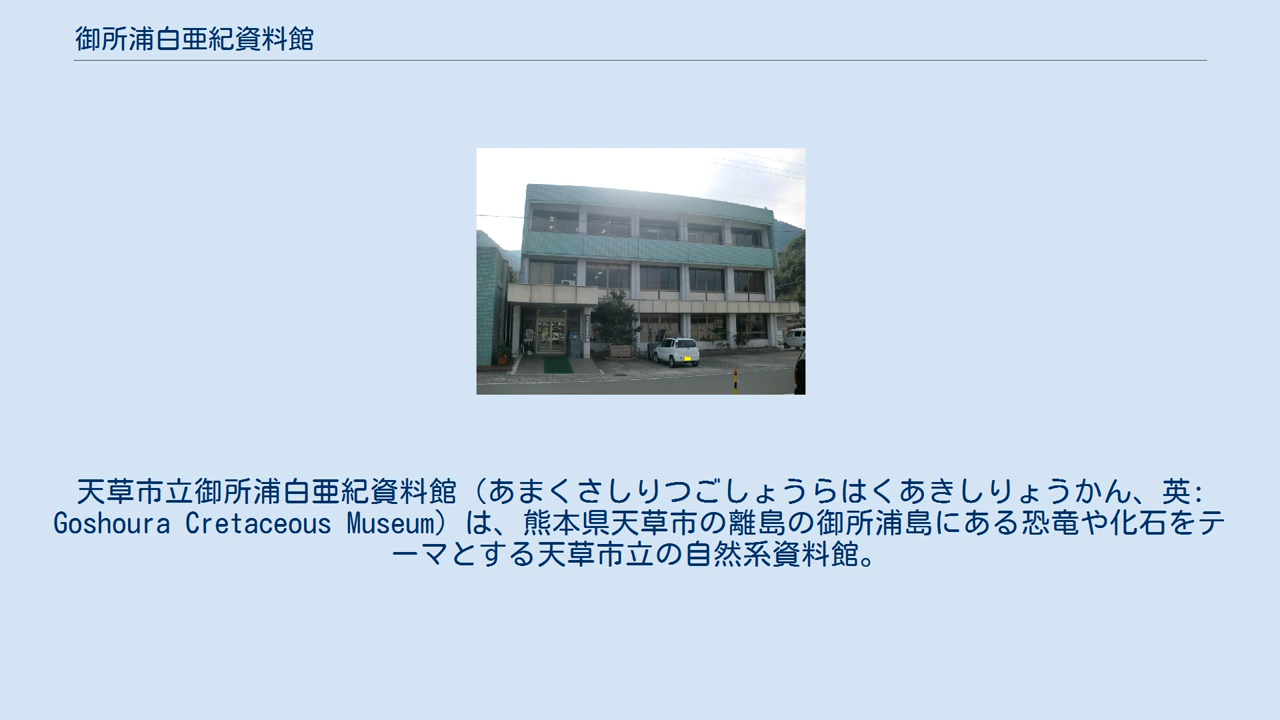 御所浦白亜紀資料館
天草市立御所浦白亜紀資料館（あまくさしりつごしょうらはくあきしりょうかん、英:
Goshoura Cretaceous Museum）は、熊本県天草市の離島の御所浦島にある恐竜や化石をテ
ーマとする天草市立の自然系資料館。